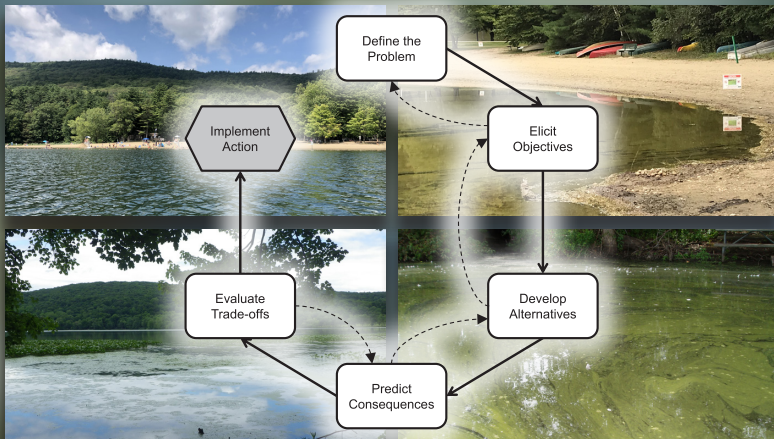 Define the
Problem
Elicit
Objectives
Develop
Alternatives
Predict
Consequences
Evaluate
Trade-offs
Implement
Action